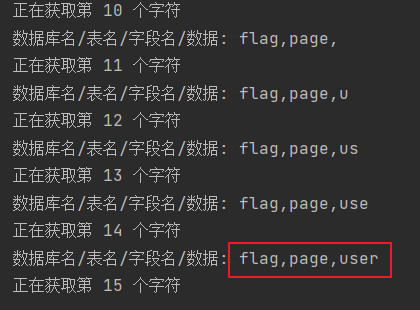 正在获取第 10 个字符
数据库名/表名/字段名/数据: flag,page,
正在获取第 11 个字符
数据库名/表名/字段名/数据: flag,page,u
正在获取第 12 个字符
数据库名/表名/字段名/数据: flag,page,us
正在获取第 13 个字符
数据库名/表名/字段名/数据: flag,page,use
正在获取第 14 个字符
数据库名/表名/字段名/数据: flag,page,user
正在获取第 15 个字符